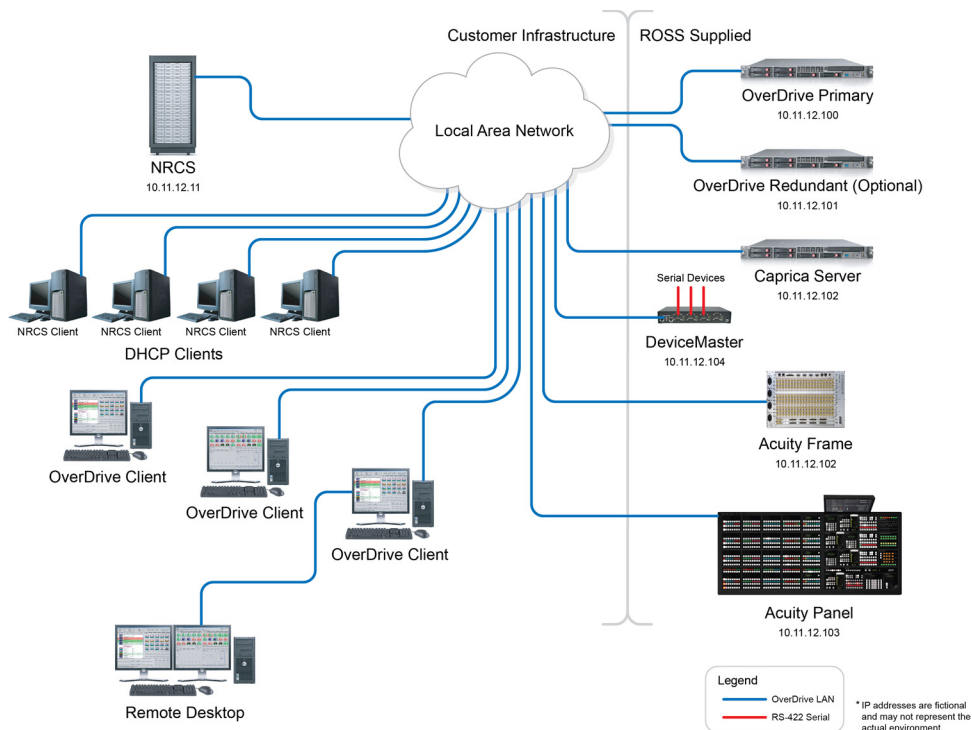 Customer Infrastructure
ROSS Supplied
Local Area Network
NRCS
10.11.12.11
OverDrive Primary
10.11.12.100
OverDrive Redundant (Optional)
10.11.12.101
Caprica Server
10.11.12.102
Serial Devices
DeviceMaster
10.11.12.104
NRCS Client
NRCS Client
NRCS Client
NRCS Client
DHCP Clients
Acuity Frame
10.11.12.102
OverDrive Client
OverDrive Client
OverDrive Client
Acuity Panel
10.11.12.103
Remote Desktop
Legend
OverDrive LAN
RS-422 Serial
* IP addresses are fictional
and may not represent the
actual environment